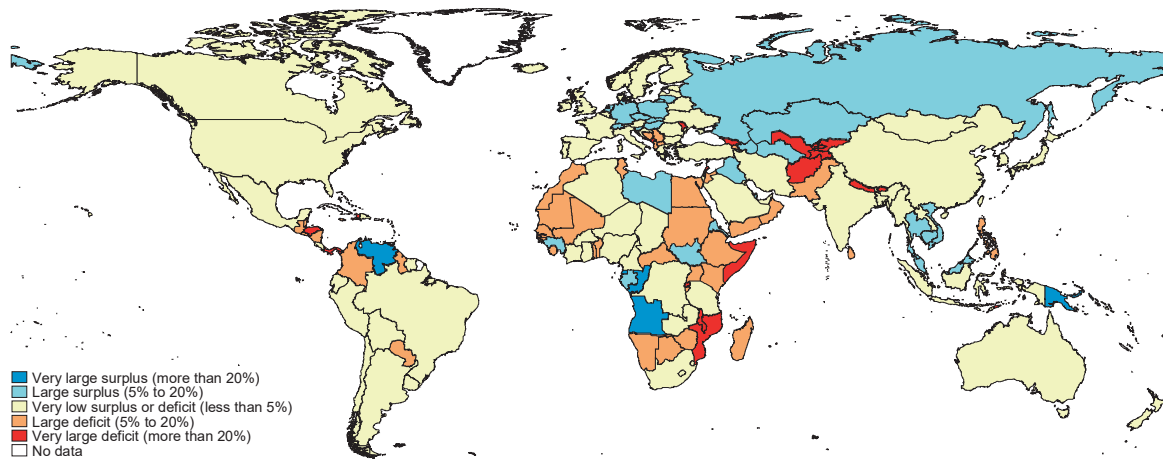 Very large surplus (more than 20%)
Large surplus (5% to 20%)
Very low surplus or deficit (less than 5%)
Large deficit (5% to 20%)
Very large deficit (more than 20%)
No data